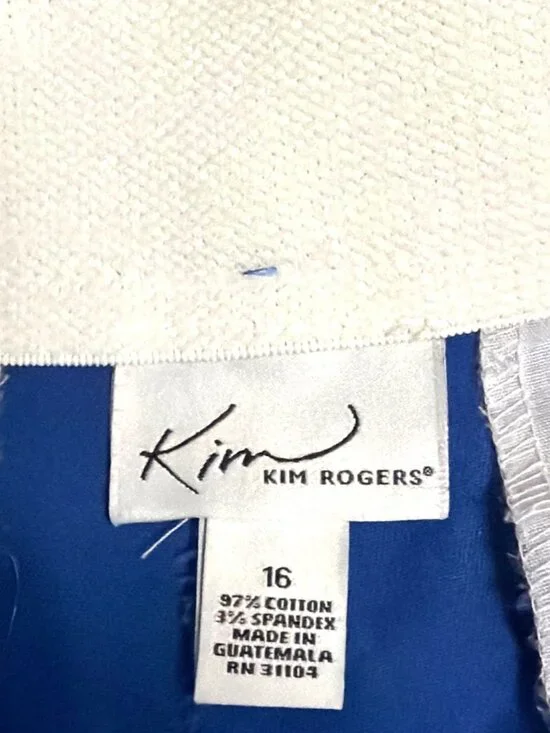 Kim
KIM ROGERS®
16
97% COTTON
3% SPANDEX
MADE IN
GUATEMALA
RN 31104